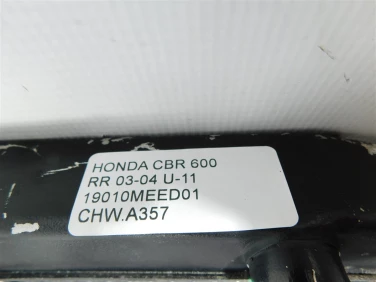 HONDA CBR 600
RR 03-04 U-11
19010MEED01
CHW.A357